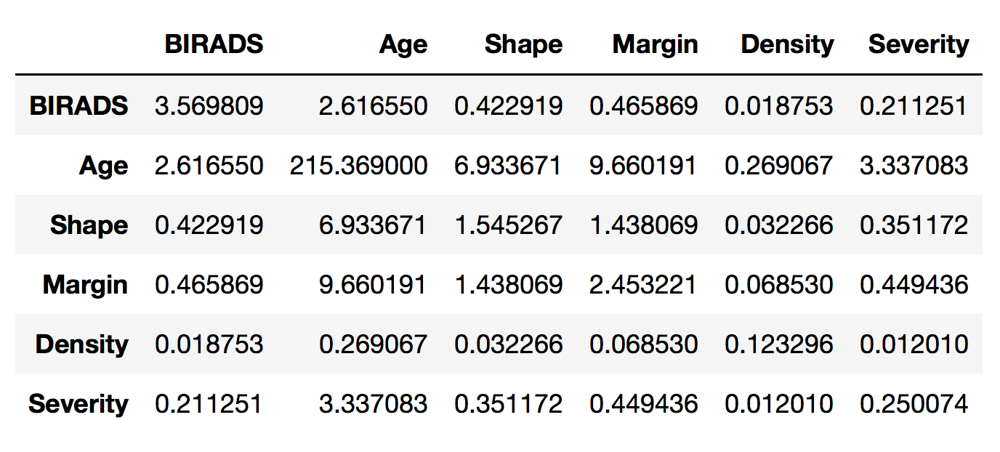 BIRADS Age Shape Margin Density Severity
BIRADS 3.569809 2.616550 0.422919 0.465869 0.018753 0.211251
Age 2.616550 215.369000 6.933671 9.660191 0.269067 3.337083
Shape 0.422919 6.933671 1.545267 1.438069 0.032266 0.351172
Margin 0.465869 9.660191 1.438069 2.453221 0.068530 0.449436
Density 0.018753 0.269067 0.032266 0.068530 0.123296 0.012010
Severity 0.211251 3.337083 0.351172 0.449436 0.012010 0.250074